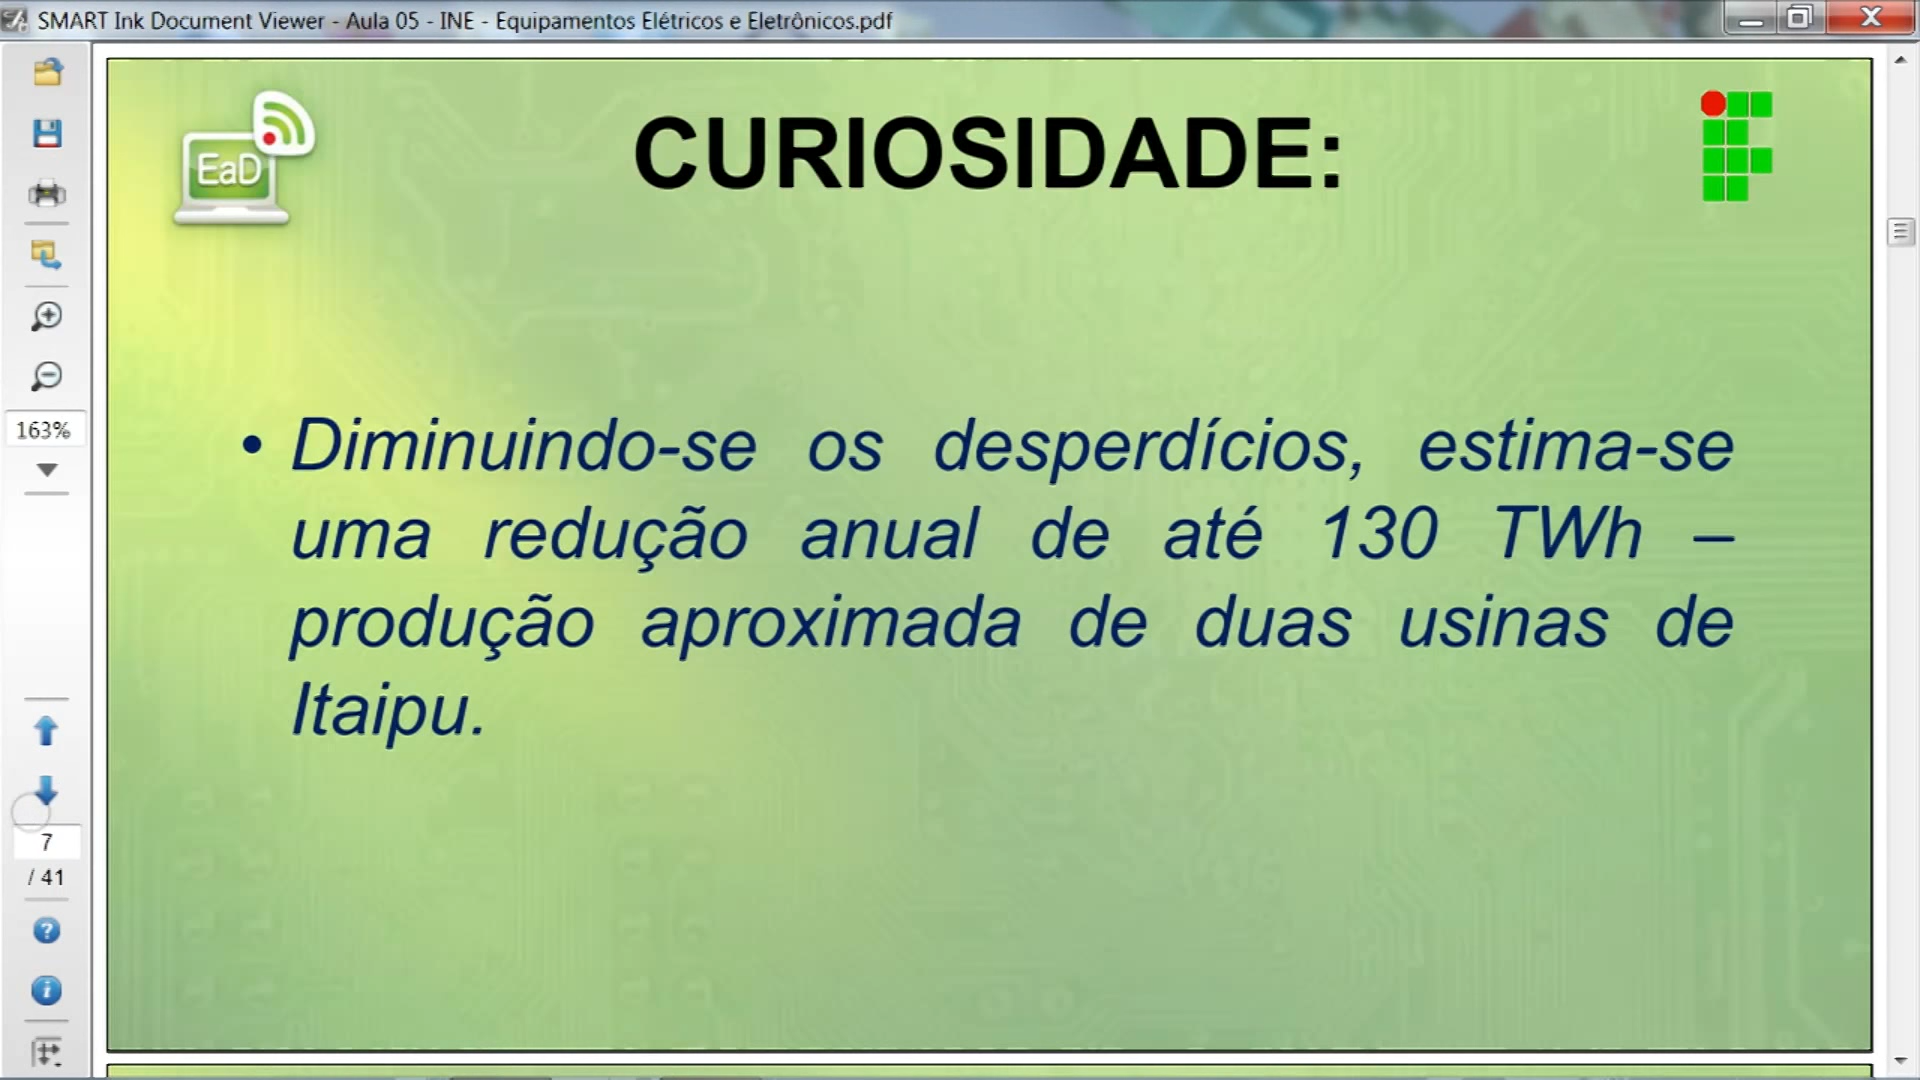 SMART Ink Document Viewer - Aula 05 - INE - Equipamentos Elétricos e Eletrônicos.pdf
EaD
CURIOSIDADE:
• Diminuindo-se os desperdícios, estima-se
uma redução anual de até 130 TWh –
produção aproximada de duas usinas de
Itaipu.
163%
7
/ 41